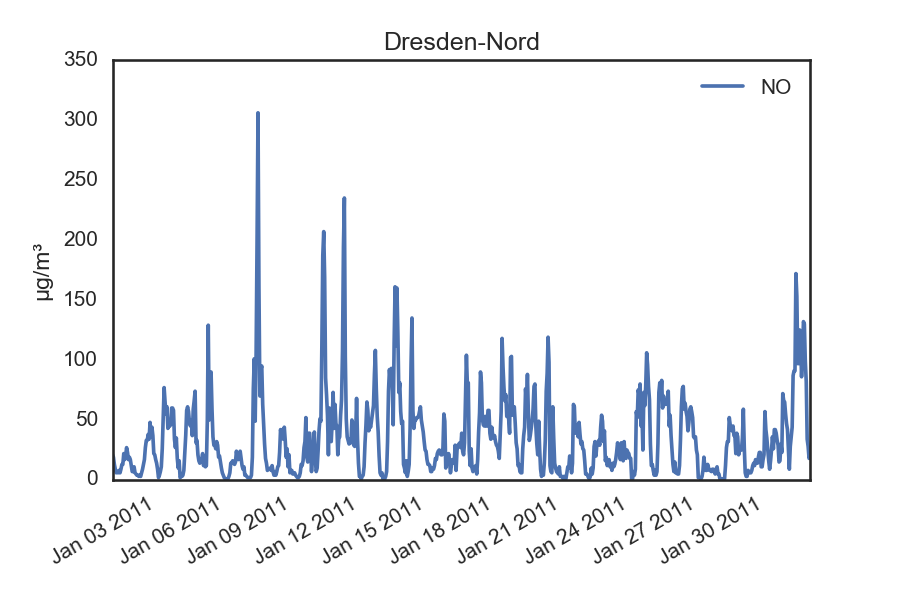 Dresden-Nord
350
300
250
200
150
100
50
0
µg/m³
NO
Jan 03 2011
Jan 06 2011
Jan 09 2011
Jan 12 2011
Jan 15 2011
Jan 18 2011
Jan 21 2011
Jan 24 2011
Jan 27 2011
Jan 30 2011